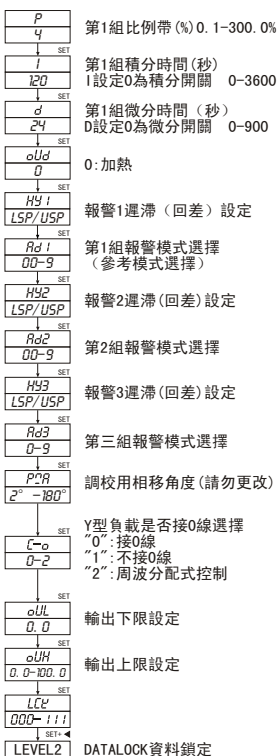 P
4
第1組比例帶(%)0.1-300.0%
SET
I
120
第1組積分時間(秒)
I設定0為積分開關 0-3600
SET
d
24
第1組微分時間（秒）
D設定0為微分開關 0-900
SET
oUd
0
0:加熱
SET
HY1
LSP/USP
報警1遲滯（回差）設定
SET
Ad1
00-9
第1組報警模式選擇
（參考模式選擇）
SET
HY2
LSP/USP
報警2遲滯(回差)設定
SET
Ad2
00-9
第2組報警模式選擇
SET
HY3
LSP/USP
報警3遲滯(回差)設定
SET
Ad3
0-9
第三組報警模式選擇
SET
2° -180°
調校用相移角度(請勿更改)
SET
C-o
0-2
Y型負載是否接0線選擇
"0":接0線
"1":不接0線
"2":周波分配式控制
SET
oUL
0.0
輸出下限設定
SET
oUH
0.0-100.0
輸出上限設定
SET
LCY
000-111
SET+◀
LEVEL2
DATALOCK資料鎖定